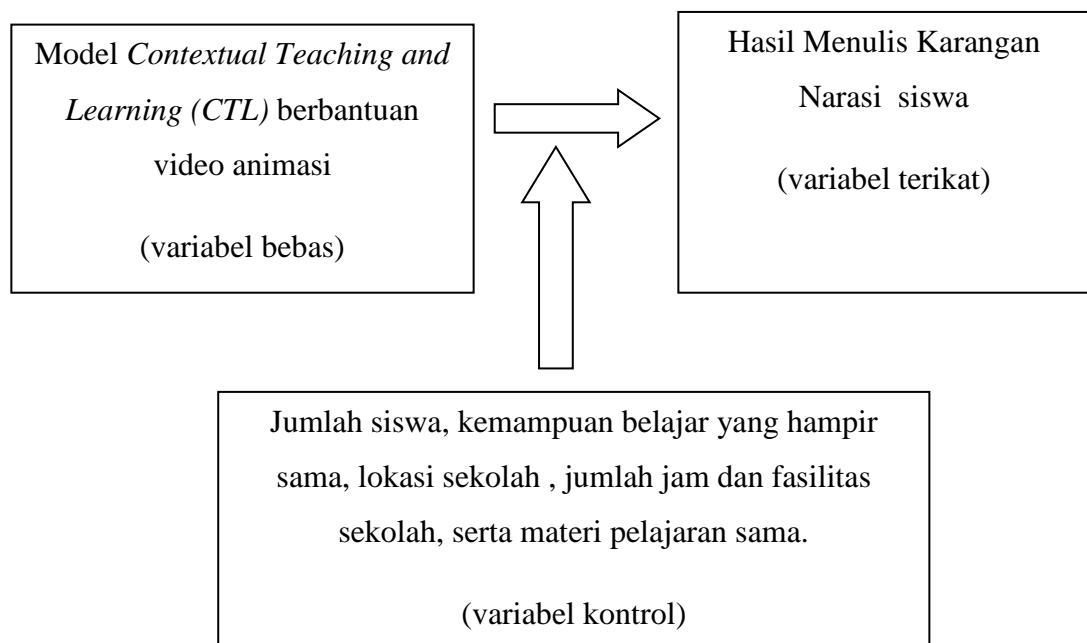 Model Contextual Teaching and
Learning (CTL) berbantuan
video animasi
(variabel bebas)
Hasil Menulis Karangan
Narasi siswa
(variabel terikat)
Jumlah siswa, kemampuan belajar yang hampir
sama, lokasi sekolah , jumlah jam dan fasilitas
sekolah, serta materi pelajaran sama.
(variabel kontrol)